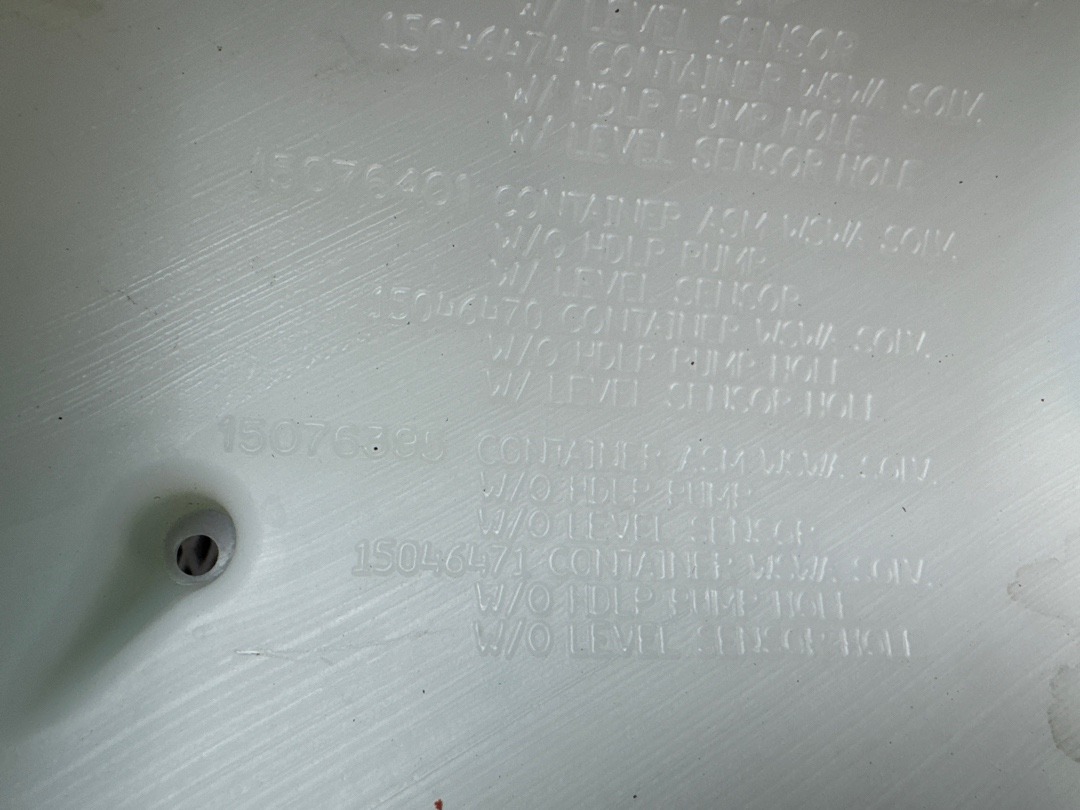 W/ LEVEL SENSOR
15046474 CONTAINER WSWA SOLV.
W/ HDLP PUMP HOLE
W/ LEVEL SENSOR HOLE
15076401 CONTAINER ASM WSWA SOLV.
W/O HDLP PUMP
W/ LEVEL SENSOR
15046470 CONTAINER WSWA SOLV.
W/O HDLP PUMP HOLE
W/ LEVEL SENSOR HOLE
15076395 CONTAINER ASM WSWA SOLV.
W/O HDLP PUMP
W/O LEVEL SENSOR
15046471 CONTAINER WSWA SOLV.
W/O HDLP PUMP HOLE
W/O LEVEL SENSOR HOLE